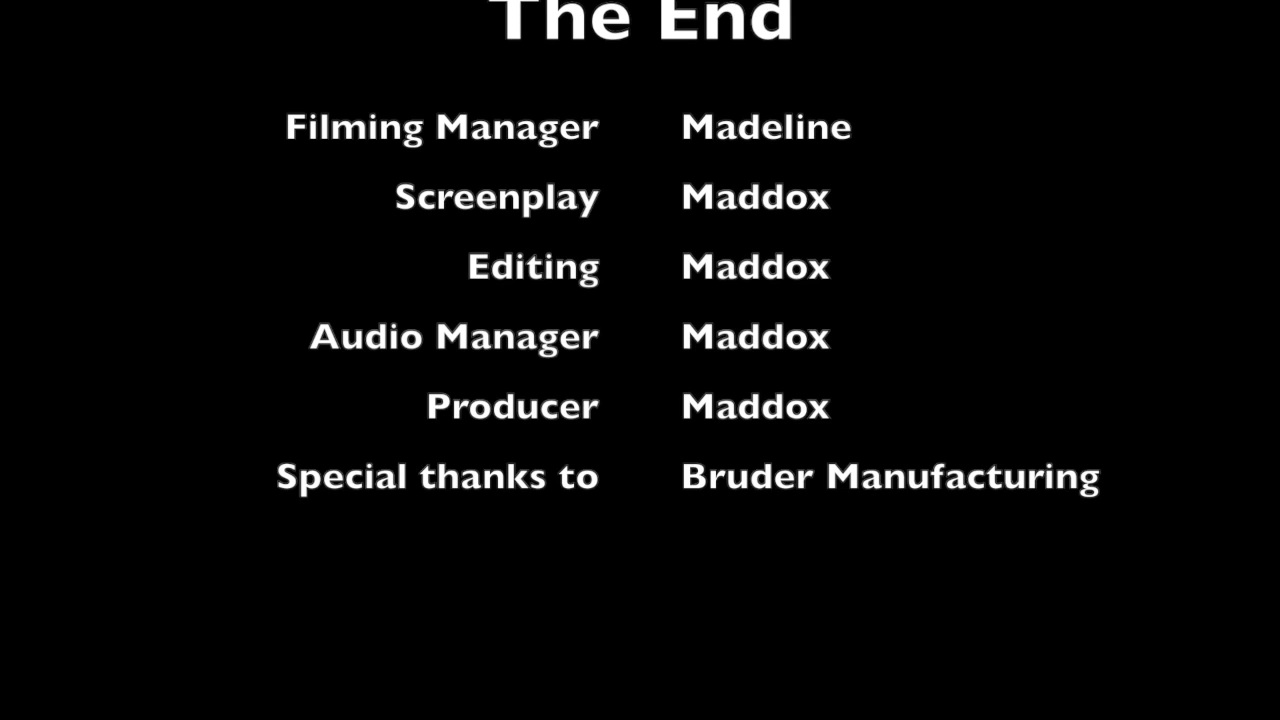 The End
Filming Manager Madeline
Screenplay Maddox
Editing Maddox
Audio Manager Maddox
Producer Maddox
Special thanks to Bruder Manufacturing